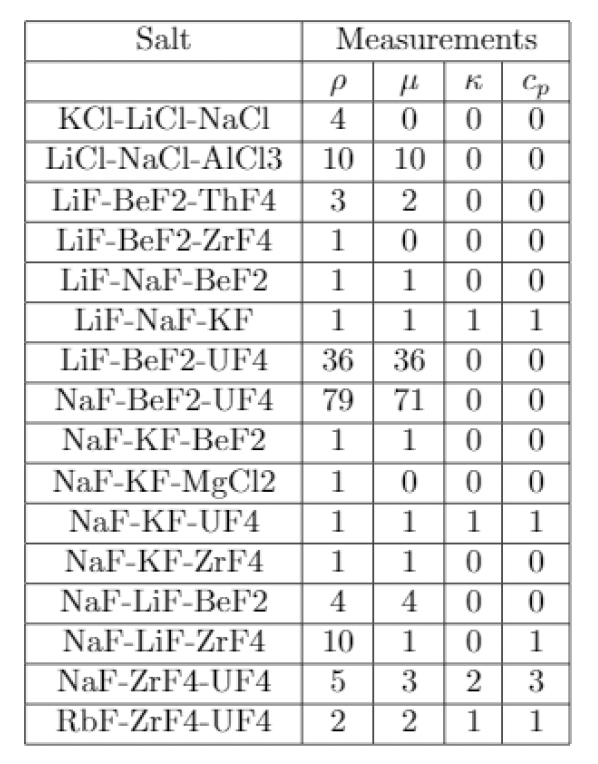 Salt Measurements
ρ μ κ cp
KCl-LiCl-NaCl 4 0 0 0
LiCl-NaCl-AlCl3 10 10 0 0
LiF-BeF2-ThF4 3 2 0 0
LiF-BeF2-ZrF4 1 0 0 0
LiF-NaF-BeF2 1 1 0 0
LiF-NaF-KF 1 1 1 1
LiF-BeF2-UF4 36 36 0 0
NaF-BeF2-UF4 79 71 0 0
NaF-KF-BeF2 1 1 0 0
NaF-KF-MgCl2 1 0 0 0
NaF-KF-UF4 1 1 1 1
NaF-KF-ZrF4 1 1 0 0
NaF-LiF-BeF2 4 4 0 0
NaF-LiF-ZrF4 10 1 0 1
NaF-ZrF4-UF4 5 3 2 3
RbF-ZrF4-UF4 2 2 1 1